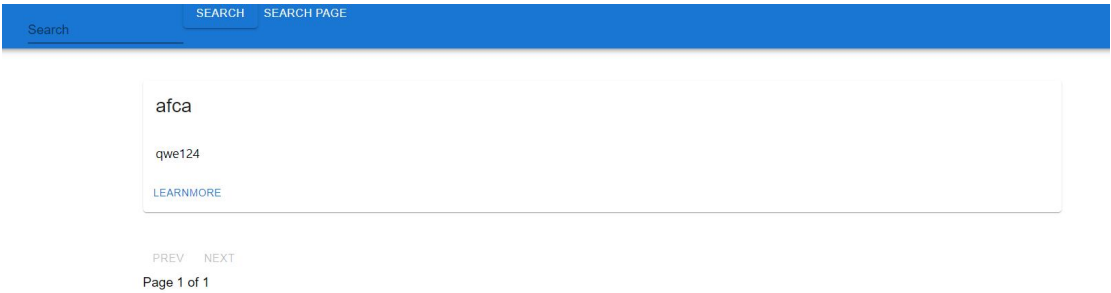 SEARCH SEARCH PAGE
Search
afca
qwe124
LEARNMORE
PREV NEXT
Page 1 of 1